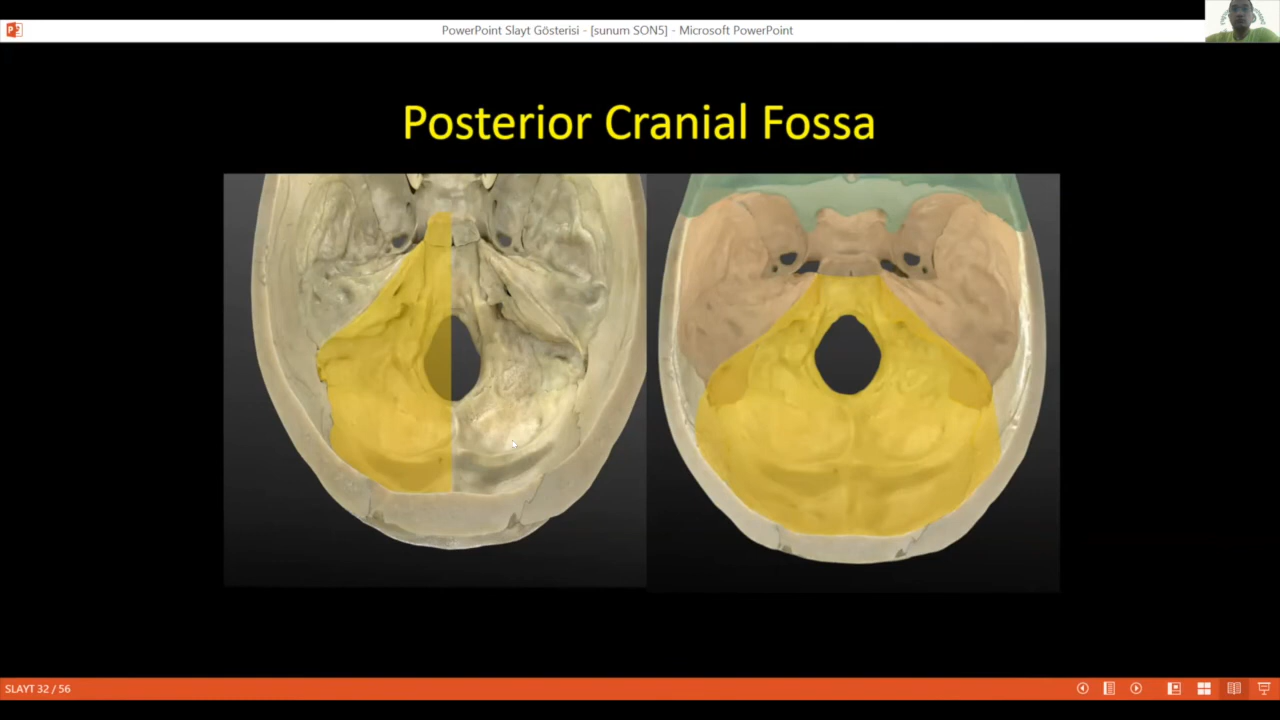 PowerPoint Slayt Gösterisi - [sunum SON5] - Microsoft PowerPoint
Posterior Cranial Fossa
SLAYT 32 / 56